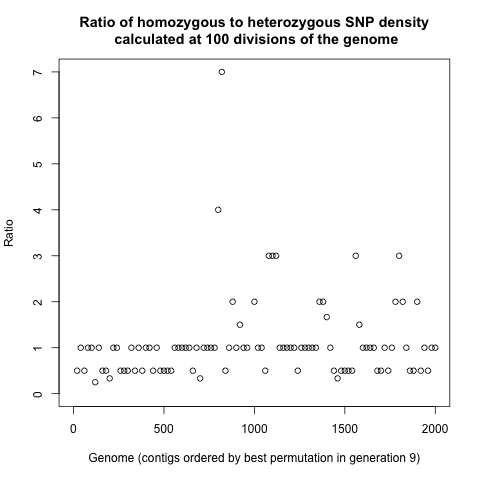 Ratio of homozygous to heterozygous SNP density
calculated at 100 divisions of the genome
7
6
5
4
3
2
1
0
Ratio
0 500 1000 1500 2000
Genome (contigs ordered by best permutation in generation 9)